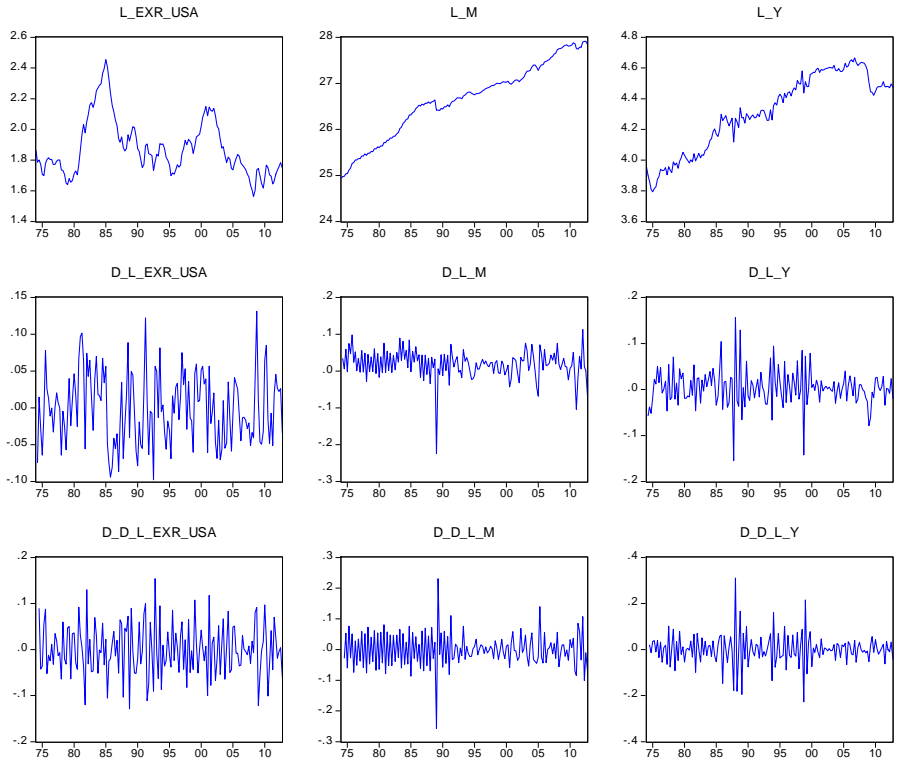 L_EXR_USA
2.6
2.4
2.2
2.0
1.8
1.6
1.4
75 80 85 90 95 00 05 10
L_M
28
27
26
25
24
75 80 85 90 95 00 05 10
L_Y
4.8
4.6
4.4
4.2
4.0
3.8
3.6
75 80 85 90 95 00 05 10
D_L_EXR_USA
.15
.10
.05
.00
-.05
-.10
75 80 85 90 95 00 05 10
D_L_M
.2
.1
.0
-.1
-.2
-.3
75 80 85 90 95 00 05 10
D_L_Y
.2
.1
.0
-.1
-.2
75 80 85 90 95 00 05 10
D_D_L_EXR_USA
.2
.1
.0
-.1
-.2
75 80 85 90 95 00 05 10
D_D_L_M
.3
.2
.1
.0
-.1
-.2
-.3
75 80 85 90 95 00 05 10
D_D_L_Y
.4
.2
.0
-.2
-.4
75 80 85 90 95 00 05 10